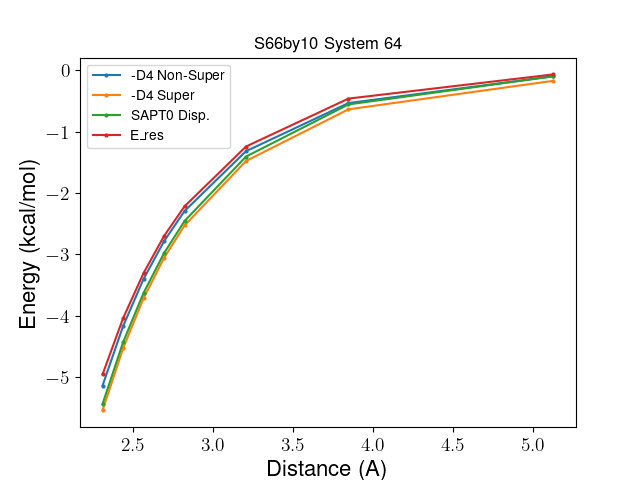 S66by10 System 64
-D4 Non-Super
-D4 Super
SAPT0 Disp.
E_res
0
−1
−2
−3
−4
−5
Energy (kcal/mol)
2.5 3.0 3.5 4.0 4.5 5.0
Distance (A)